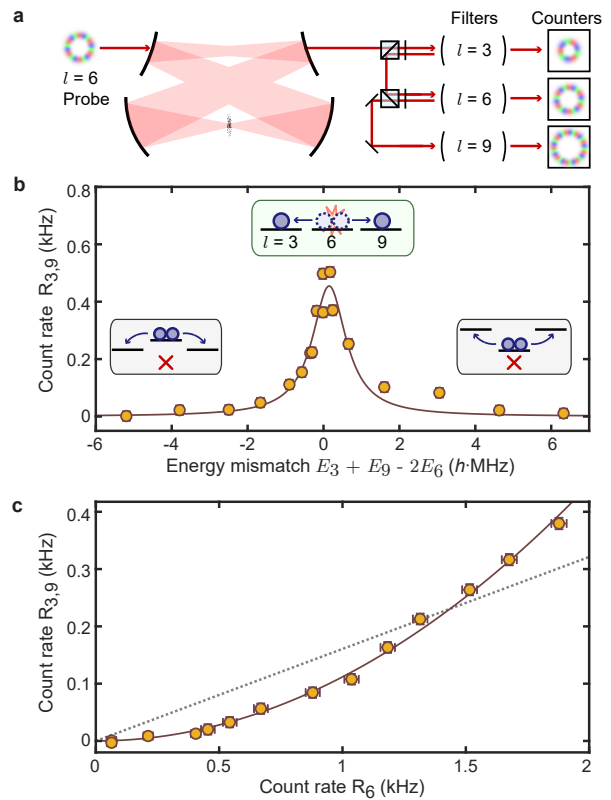 a
Filters
Counters
l = 6
Probe
l = 3
l = 6
l = 9
b
0.8
0.6
0.4
0.2
0
Count rate R3,9 (kHz)
l = 3 6 9
-6 -4 -2 0 2 4 6
Energy mismatch E3 + E9 - 2E6 (h·MHz)
c
0.4
0.3
0.2
0.1
0
Count rate R3,9 (kHz)
0 0.5 1 1.5 2
Count rate R6 (kHz)